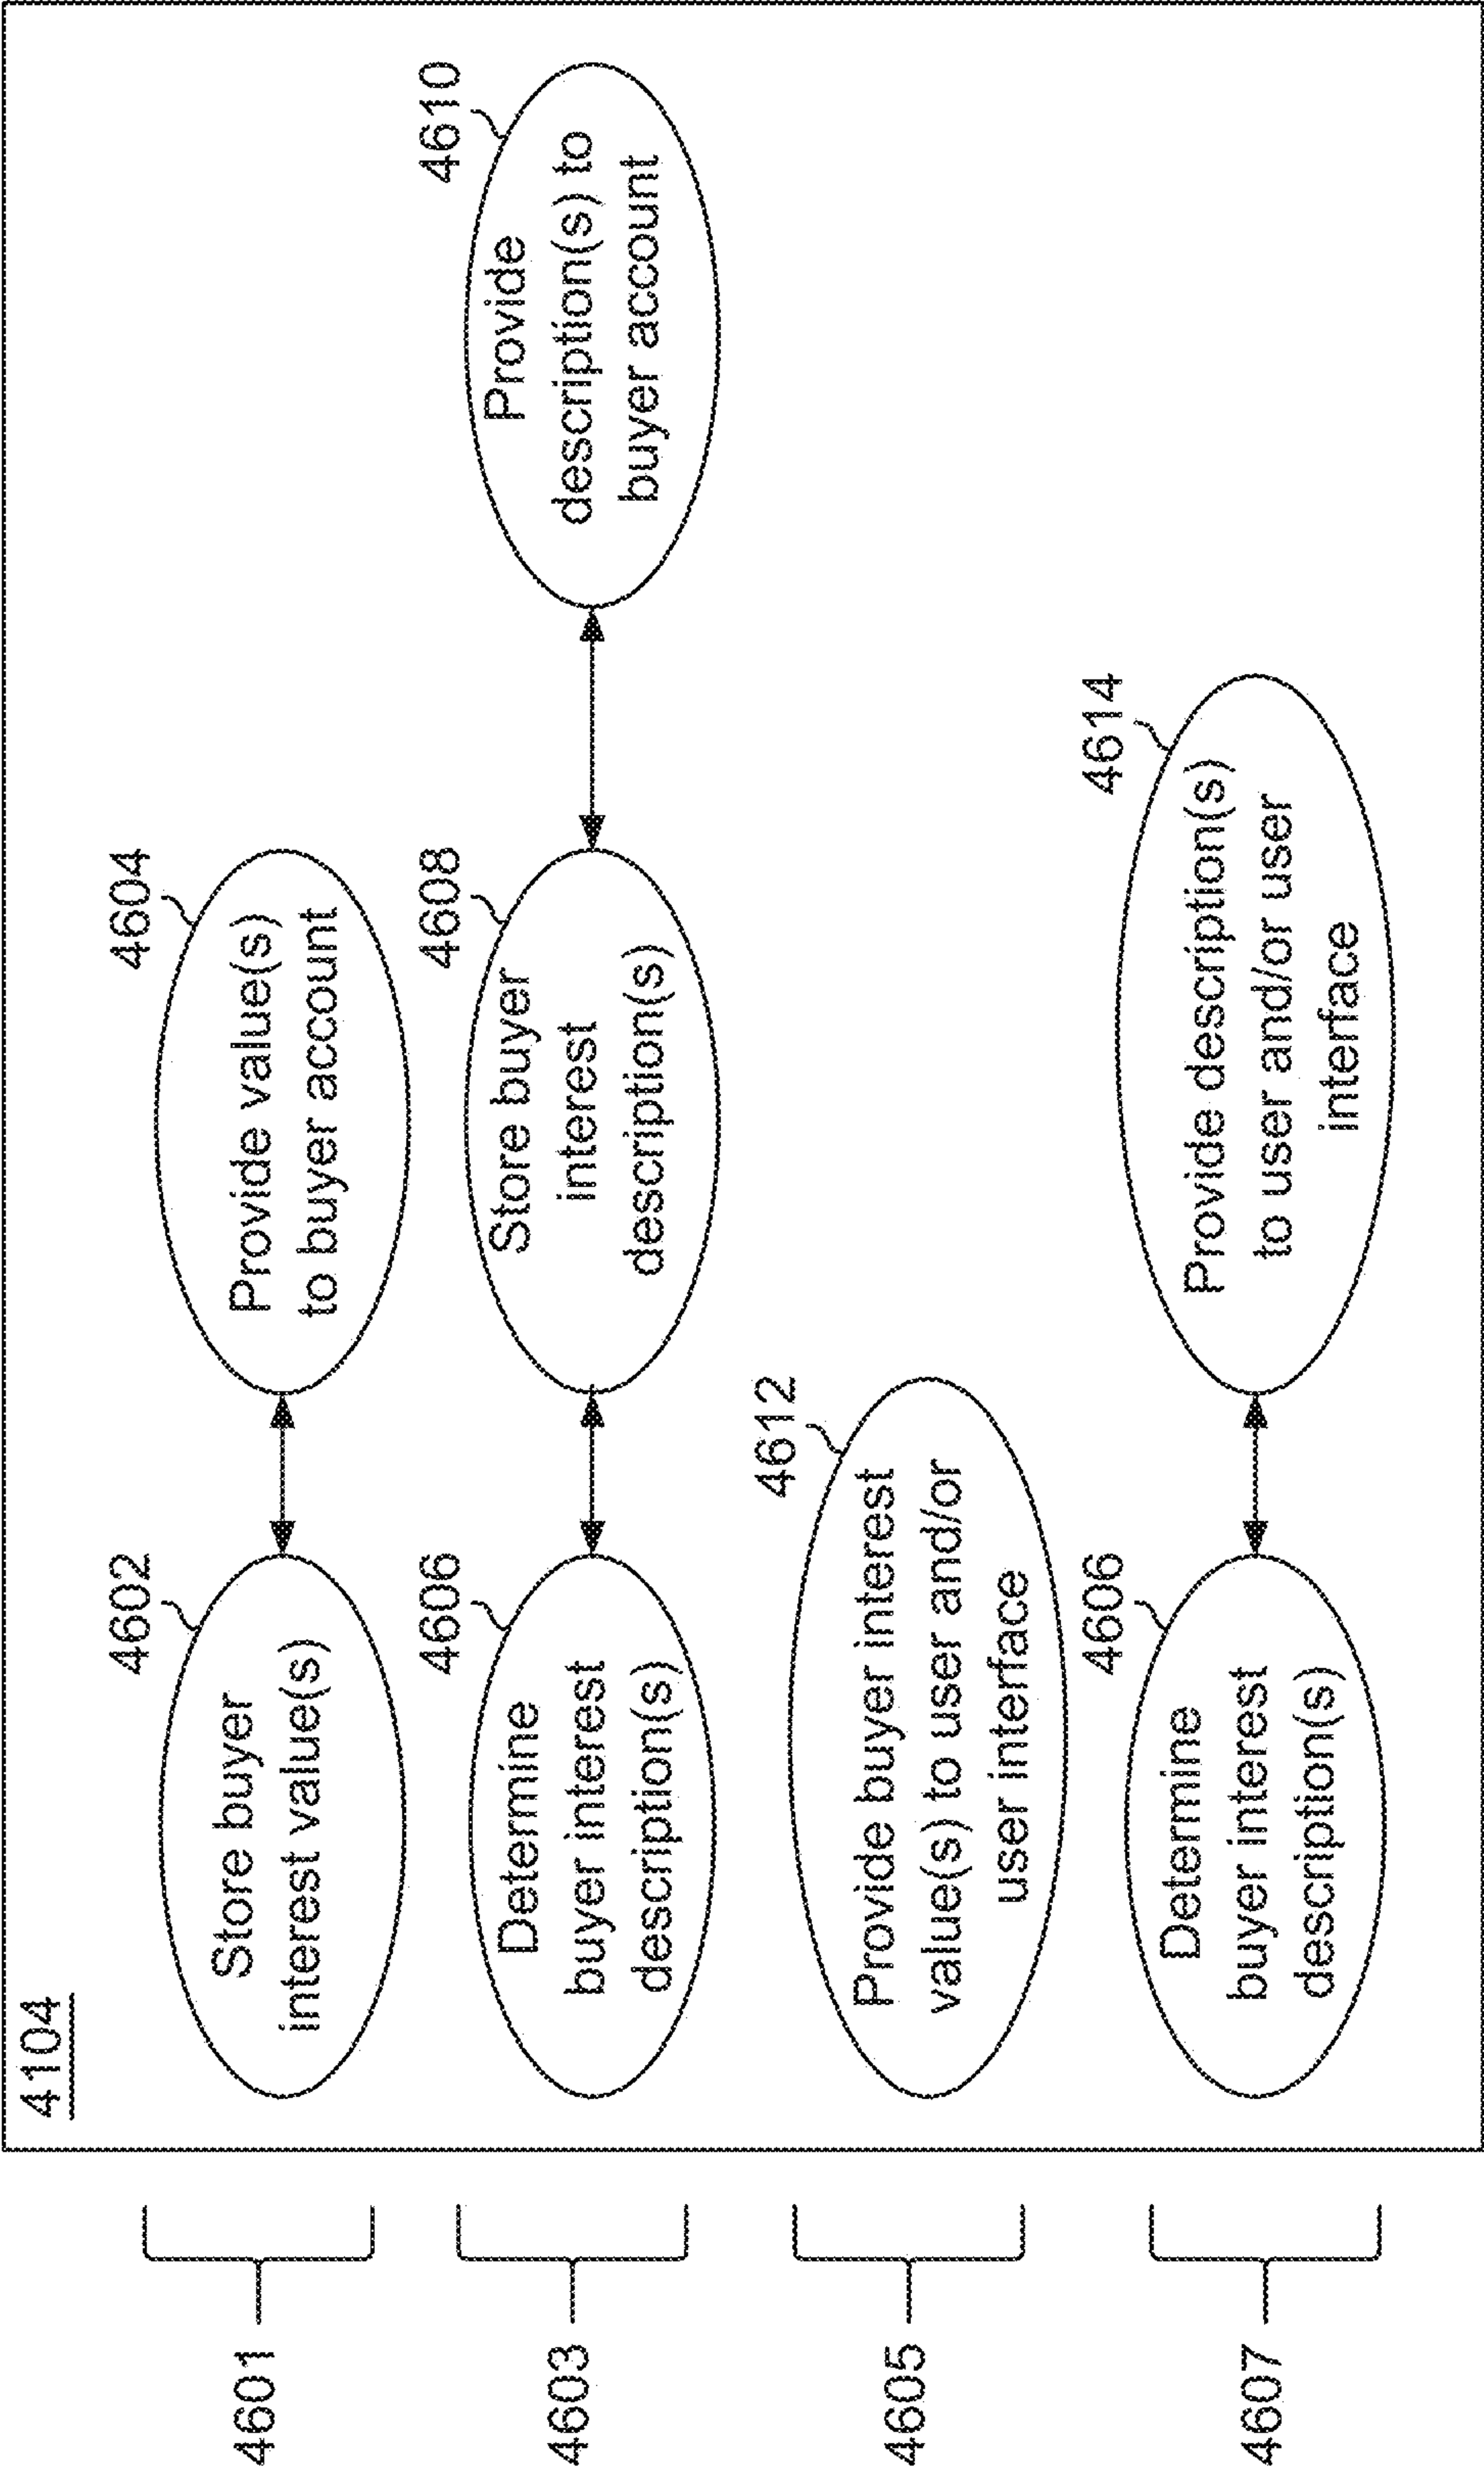 4104
4601
4602
Store buyer
interest value(s)
4604
Provide value(s)
to buyer account
4603
4606
Determine
buyer interest
description(s)
4608
Store buyer
interest
description(s)
4610
Provide
description(s) to
buyer account
4605
4612
Provide buyer interest
value(s) to user and/or
user interface
4607
4606
Determine
buyer interest
description(s)
4614
Provide description(s)
to user and/or user
interface